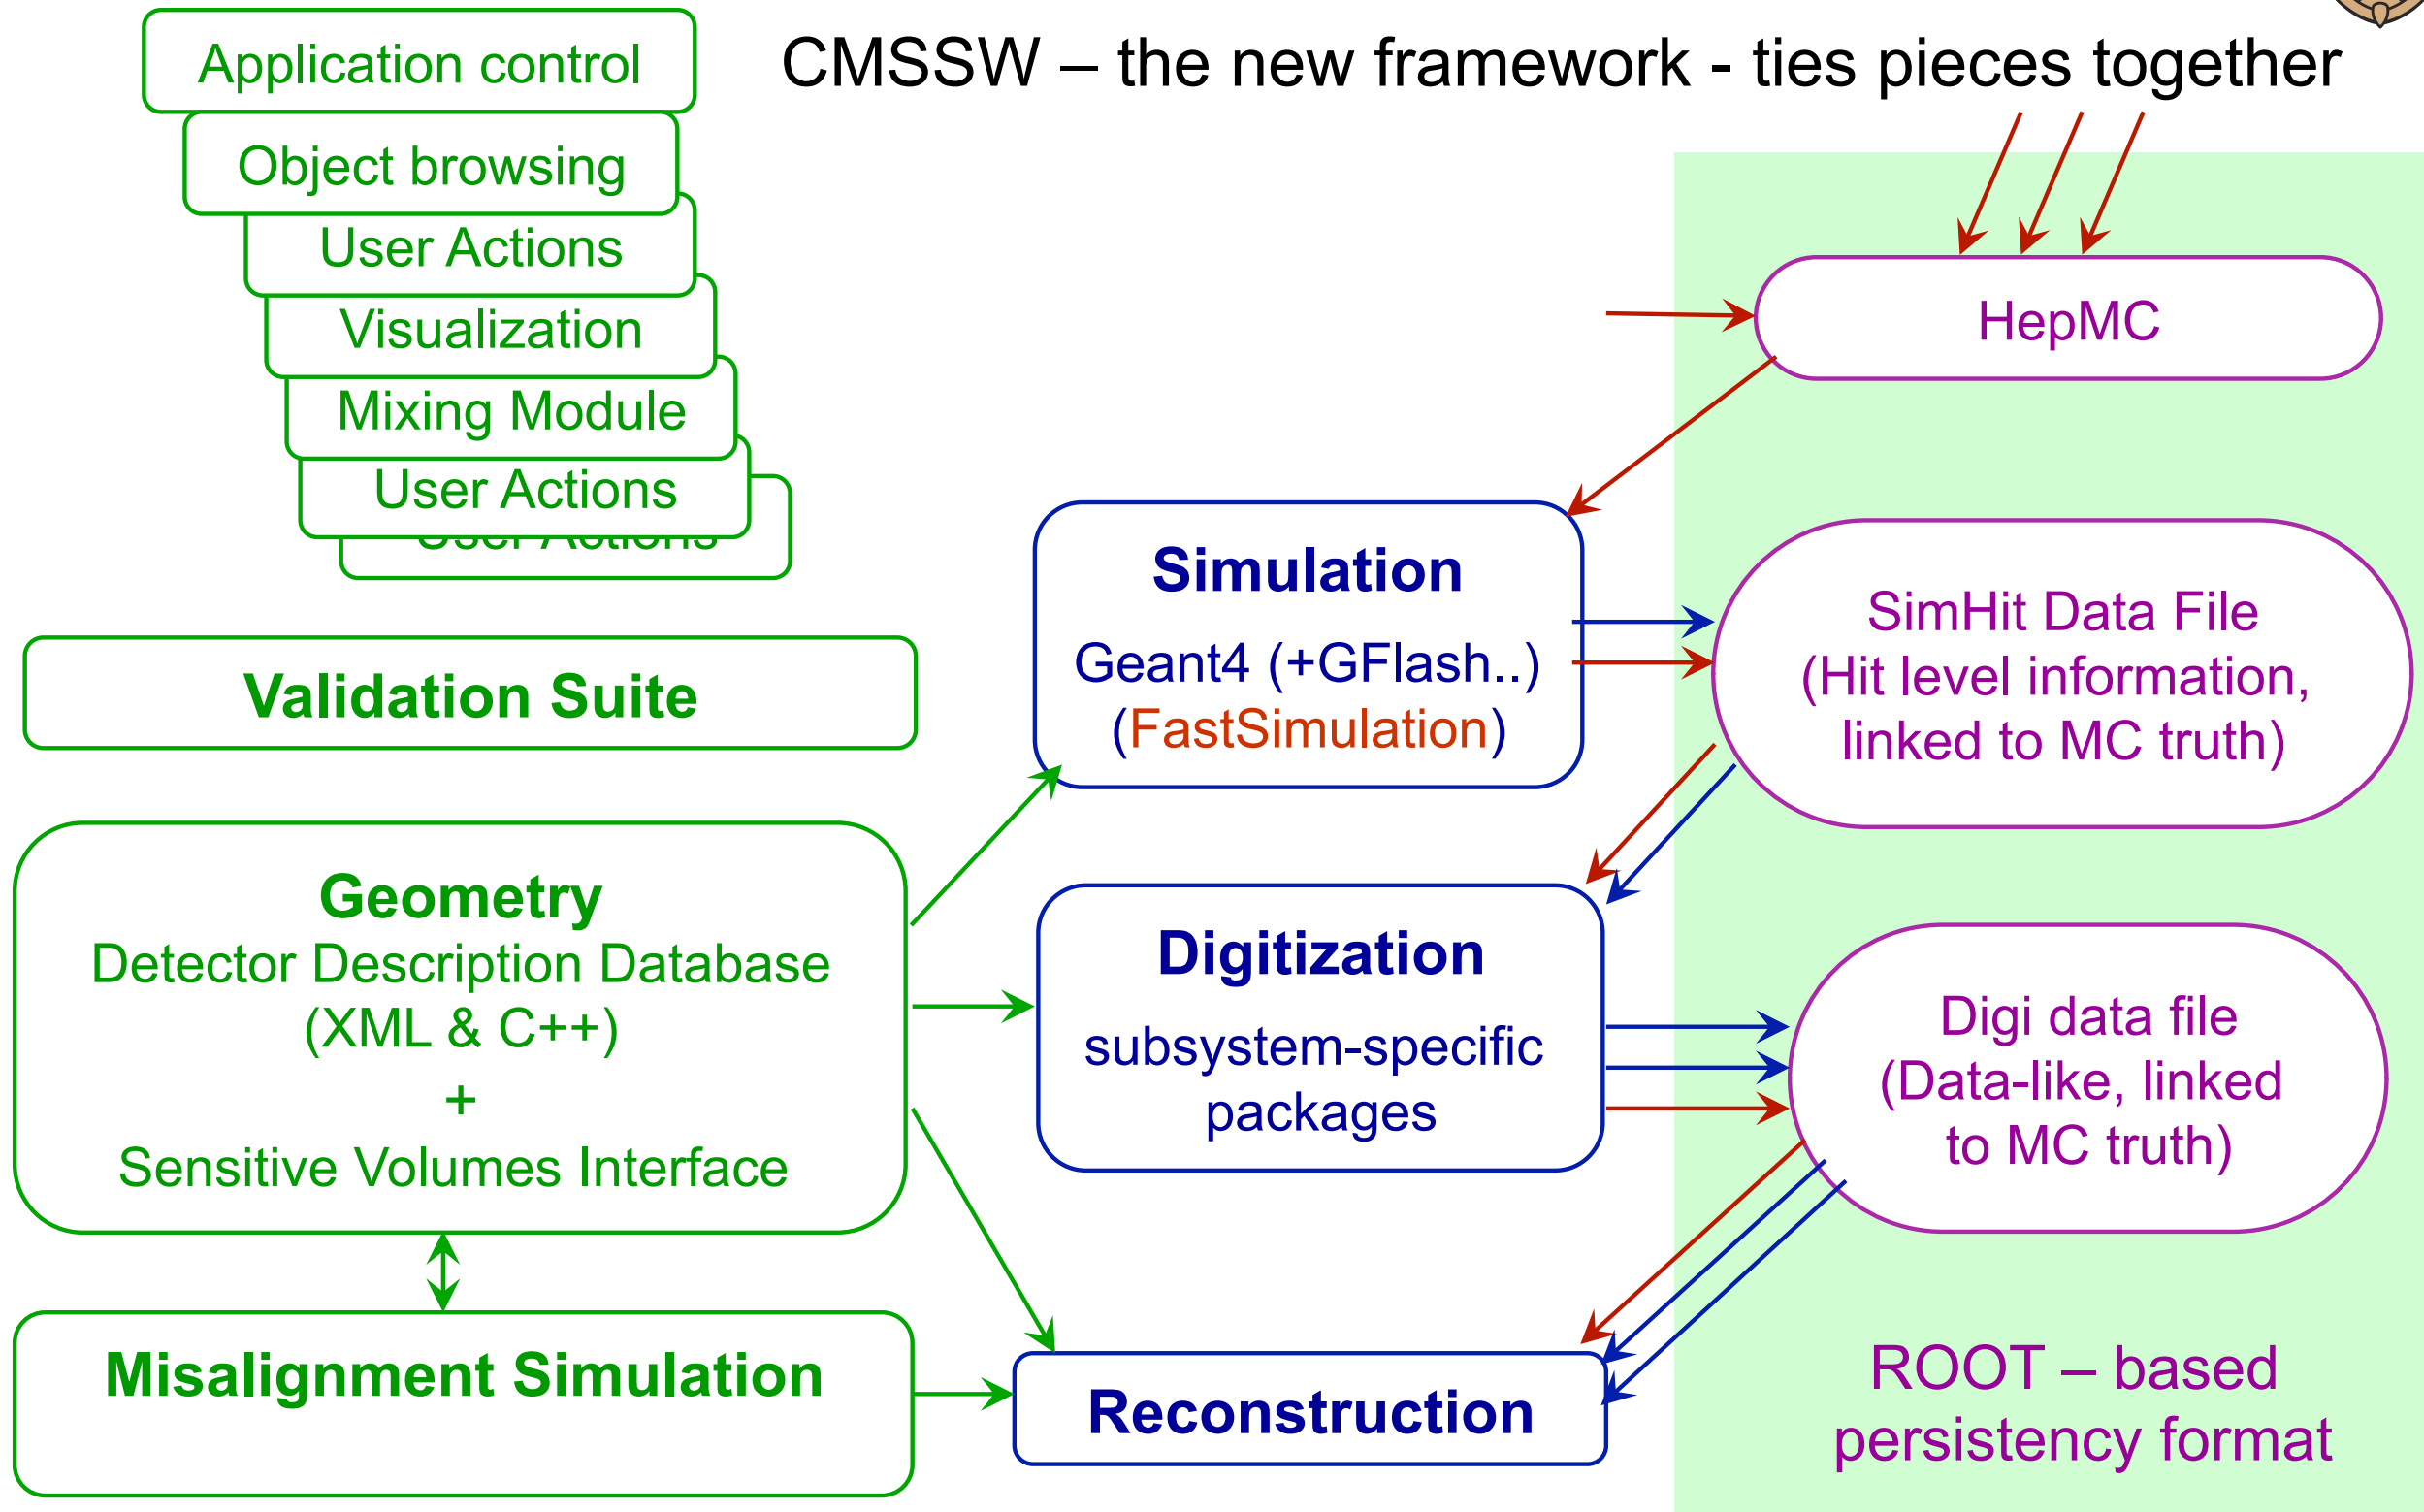 CMSSW – the new framework - ties pieces together
Application control
Object browsing
User Actions
Visualization
Mixing Module
User Actions
Validation Suite
Geometry
Detector Description Database
(XML & C++)
+
Sensitive Volumes Interface
Misalignment Simulation
Simulation
Geant4 (+GFlash..)
(FastSimulation)
Digitization
subsystem-specific
packages
Reconstruction
HepMC
SimHit Data File
(Hit level information,
linked to MC truth)
Digi data file
(Data-like, linked
to MC truth)
ROOT – based
persistency format